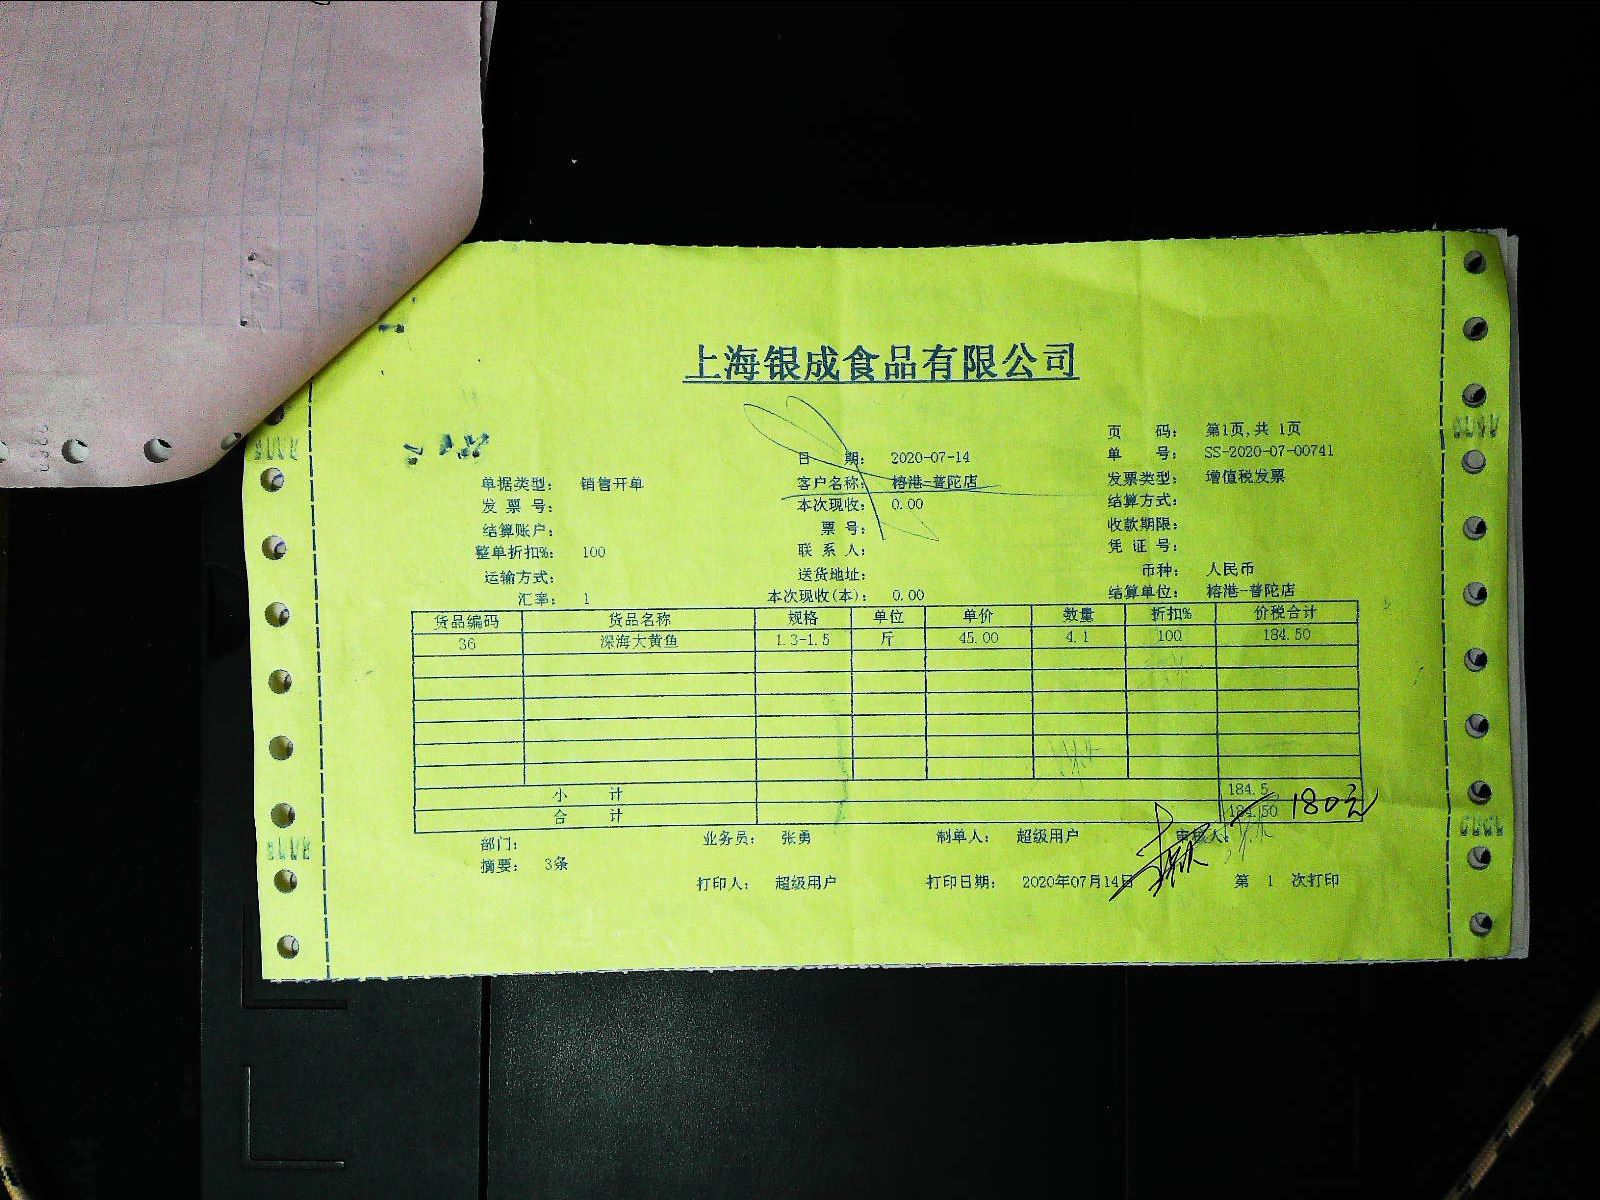 上海银成食品有限公司
页 码： 第1页,共 1页
日 期： 2020-07-14 单 号： SS-2020-07-00741
单据类型： 销售开单 客户名称： 榕港-普陀店 发票类型： 增值税发票
发 票 号： 本次现收： 0.00 结算方式：
结算账户： 票 号： 收款期限：
整单折扣%： 100 联 系 人： 凭 证 号：
运输方式： 送货地址： 币种： 人民币
汇率： 1 本次现收(本)： 0.00 结算单位： 榕港-普陀店
货品编码 货品名称 规格 单位 单价 数量 折扣% 价税合计
36 深海大黄鱼 1.3-1.5 斤 45.00 4.1 100 184.50
小 计 184.5
合 计 184.50 180元
部门： 业务员： 张勇 制单人： 超级用户 审核人：
摘要： 3条
打印人： 超级用户 打印日期： 2020年07月14日 第 1 次打印